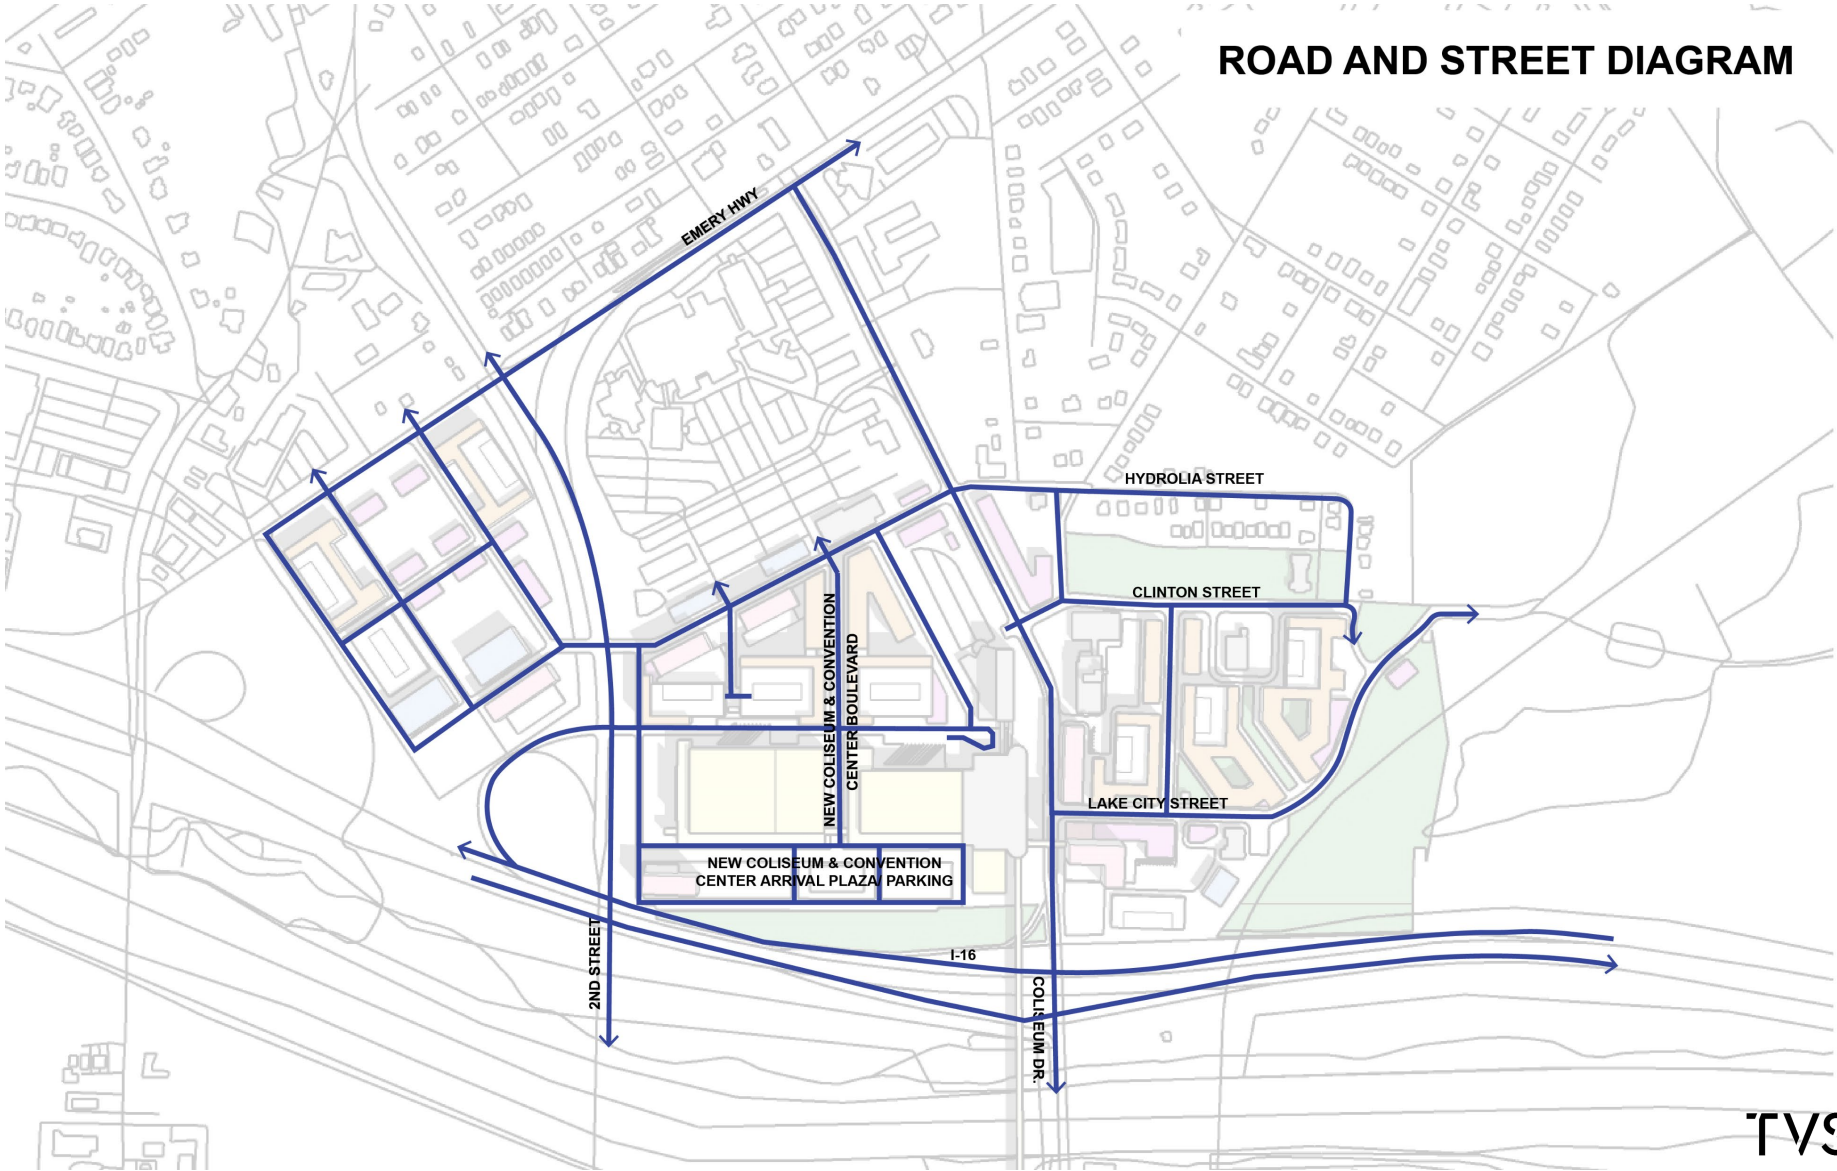 ROAD AND STREET DIAGRAM
EMERY HWY
HYDROLIA STREET
CLINTON STREET
NEW COLISEUM & CONVENTION
CENTER BOULEVARD
LAKE CITY STREET
NEW COLISEUM & CONVENTION
CENTER ARRIVAL PLAZA/ PARKING
2ND STREET
I-16
COLISEUM DR.
TVS